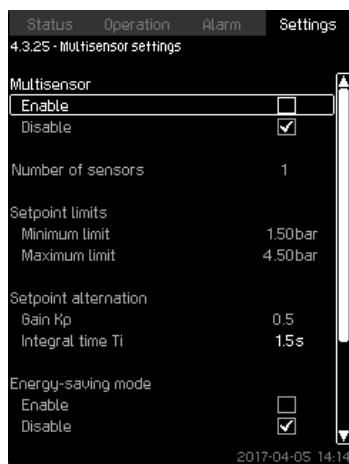 Status Operation Alarm Settings
4.3.25 - Multisensor settings
Multisensor
Enable
Disable
Number of sensors 1
Setpoint limits
Minimum limit 1.50bar
Maximum limit 4.50bar
Setpoint alternation
Gain Kp 0.5
Integral time Ti 1.5s
Energy-saving mode
Enable
Disable
2017-04-05 14:14